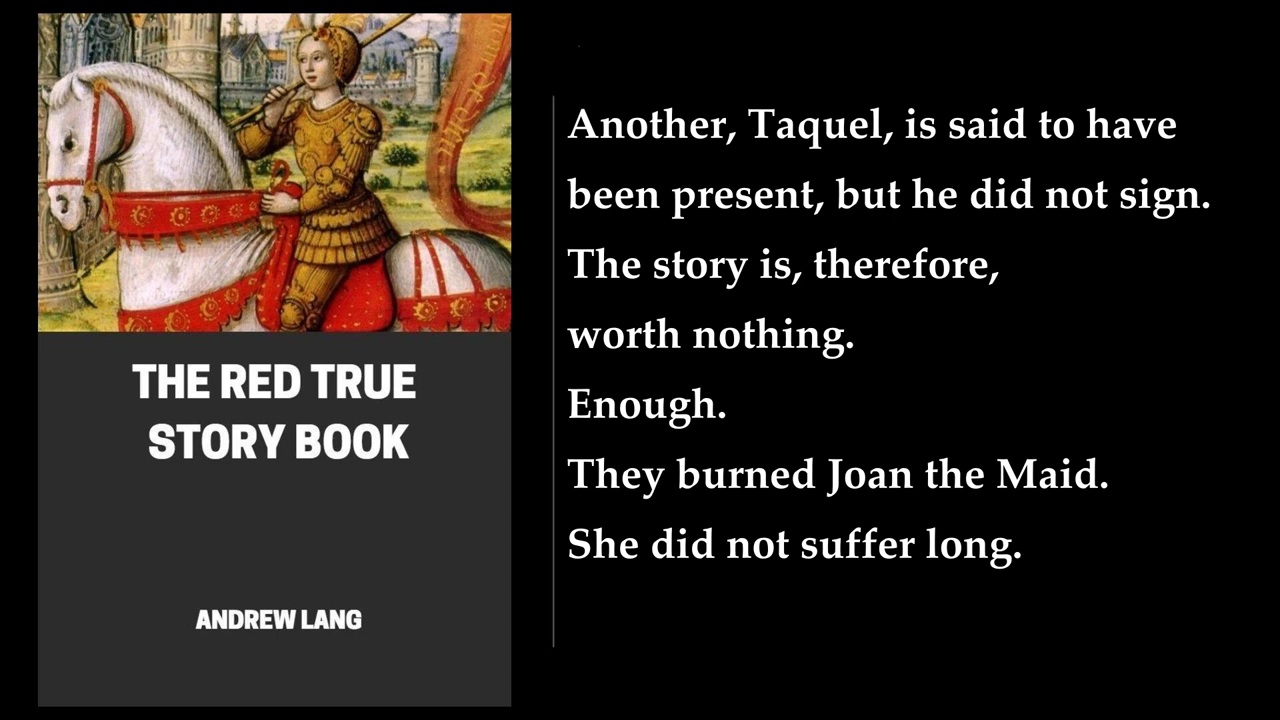 THE RED TRUE
STORY BOOK
ANDREW LANG
Another, Taquel, is said to have
been present, but he did not sign.
The story is, therefore,
worth nothing.
Enough.
They burned Joan the Maid.
She did not suffer long.